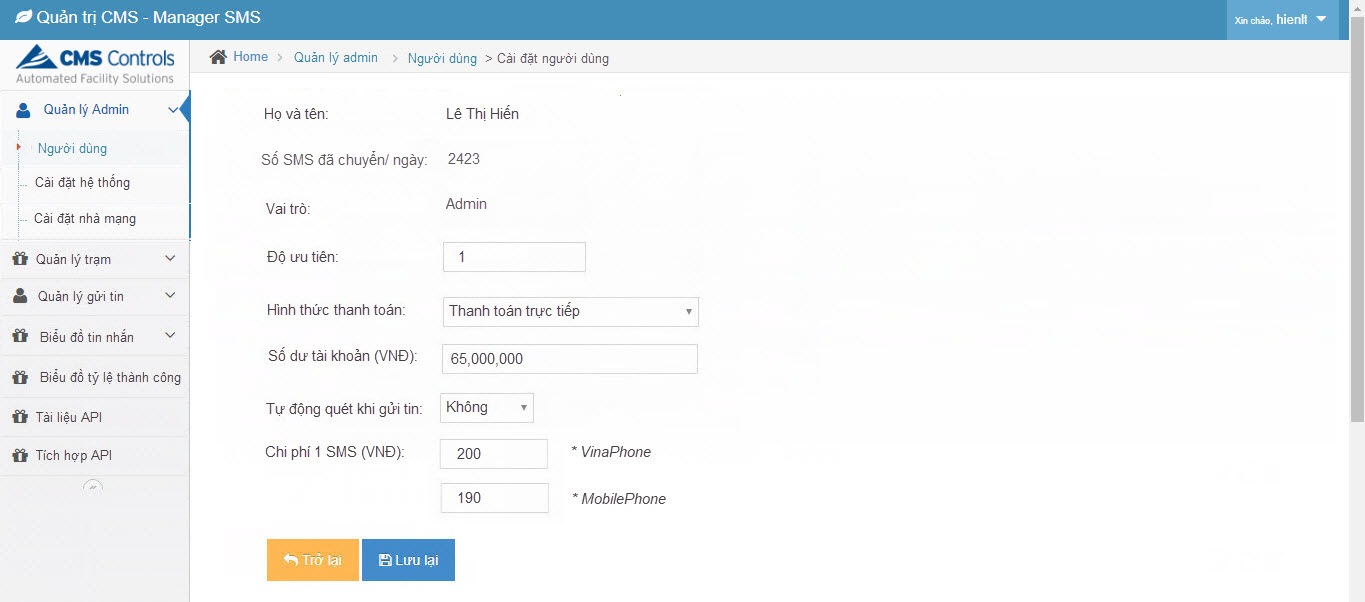 Quản trị CMS - Manager SMS
Xin chào, hienlt
CMS Controls
Automated Facility Solutions
Home > Quản lý admin > Người dùng > Cài đặt người dùng
Quản lý Admin
Người dùng
Cài đặt hệ thống
Cài đặt nhà mạng
Quản lý trạm
Quản lý gửi tin
Biểu đồ tin nhắn
Biểu đồ tỷ lệ thành công
Tài liệu API
Tích hợp API
Họ và tên: Lê Thị Hiến
Số SMS đã chuyển/ ngày: 2423
Vai trò: Admin
Độ ưu tiên: 1
Hình thức thanh toán: Thanh toán trực tiếp
Số dư tài khoản (VNĐ): 65,000,000
Tự động quét khi gửi tin: Không
Chi phí 1 SMS (VNĐ): 200 * VinaPhone
190 * MobilePhone
Trở lại Lưu lại